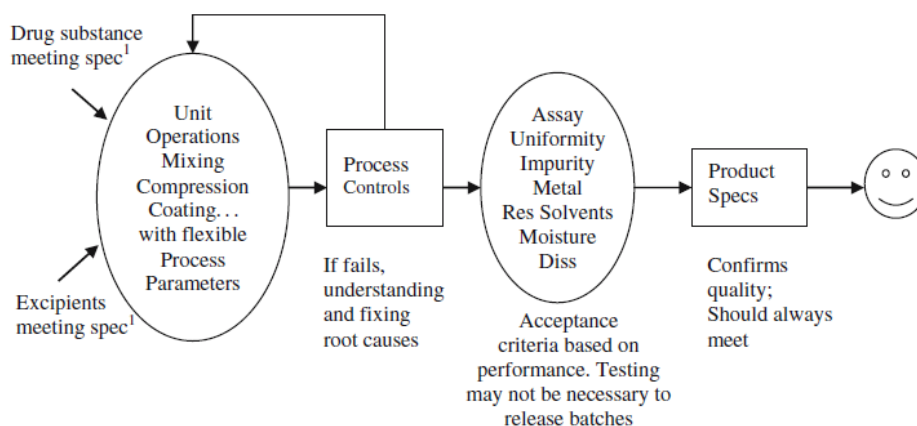 Drug substance
meeting spec¹
Unit
Operations
Mixing
Compression
Coating...
with flexible
Process
Parameters
Excipients
meeting spec¹
Process
Controls
If fails,
understanding
and fixing
root causes
Assay
Uniformity
Impurity
Metal
Res Solvents
Moisture
Diss
Acceptance
criteria based on
performance. Testing
may not be necessary to
release batches
Product
Specs
Confirms
quality;
Should always
meet